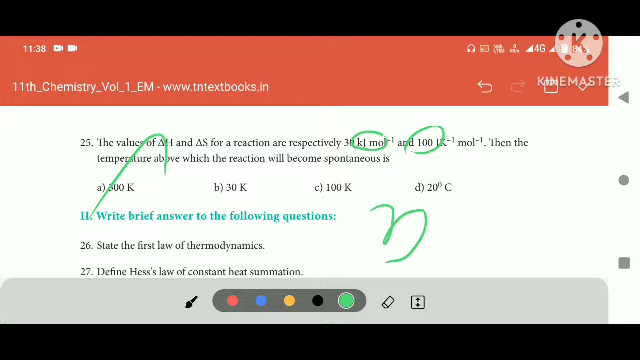 11:38
4G
84%
KINEMASTER
11th_Chemistry_Vol_1_EM - www.tntextbooks.in
25. The values of ΔH and ΔS for a reaction are respectively 30 kJ mol⁻¹ and 100 JK⁻¹ mol⁻¹. Then the
temperature above which the reaction will become spontaneous is
a) 300 K b) 30 K c) 100 K d) 20⁰ C
II. Write brief answer to the following questions:
26. State the first law of thermodynamics.
27. Define Hess's law of constant heat summation.